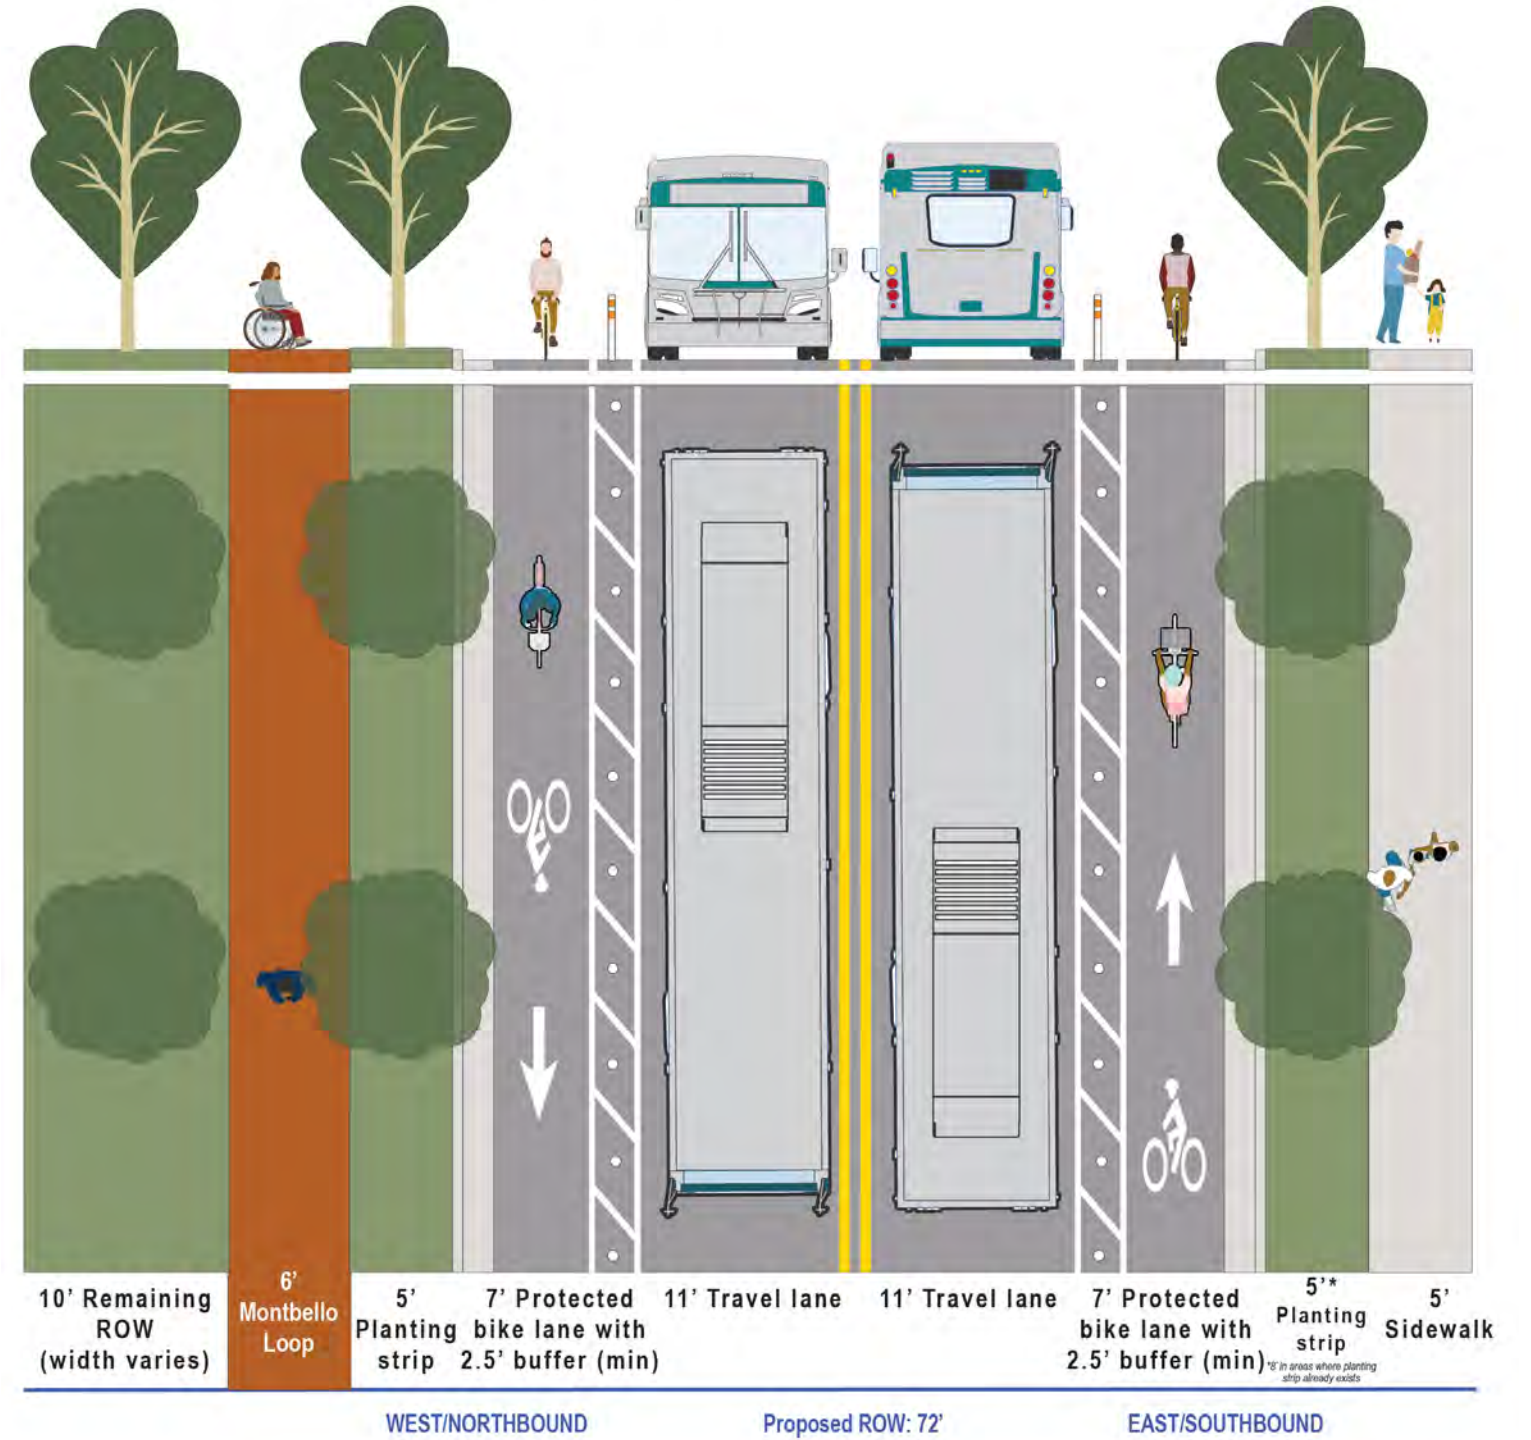 10’ Remaining
ROW
(width varies)
6’
Montbello
Loop
5’
Planting
strip
7’ Protected
bike lane with
2.5’ buffer (min)
11’ Travel lane
11’ Travel lane
7’ Protected
bike lane with
2.5’ buffer (min)
5’*
Planting
strip
*8’ in areas where planting
strip already exists
5’
Sidewalk
WEST/NORTHBOUND
Proposed ROW: 72’
EAST/SOUTHBOUND